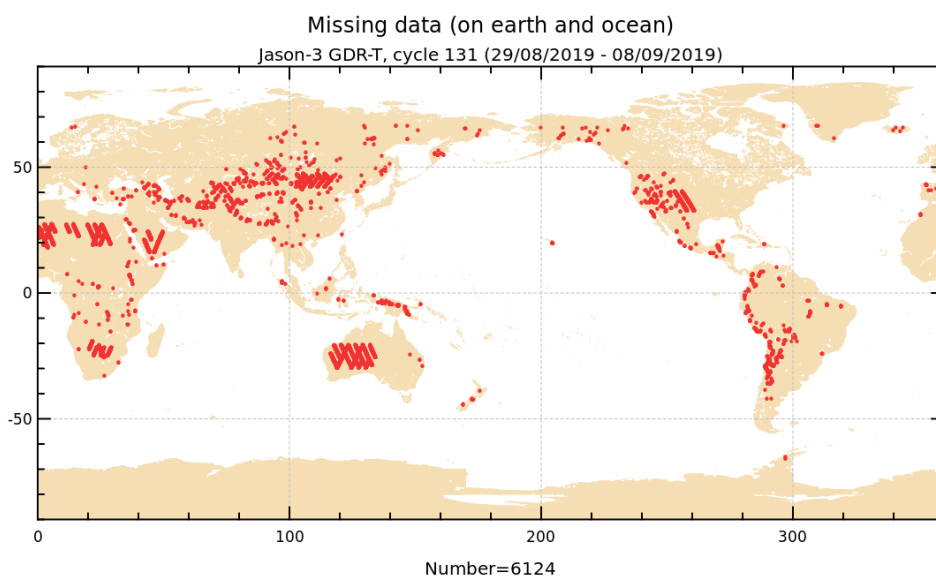 Missing data (on earth and ocean)
Jason-3 GDR-T, cycle 131 (29/08/2019 - 08/09/2019)
50
0
-50
0 100 200 300
Number=6124